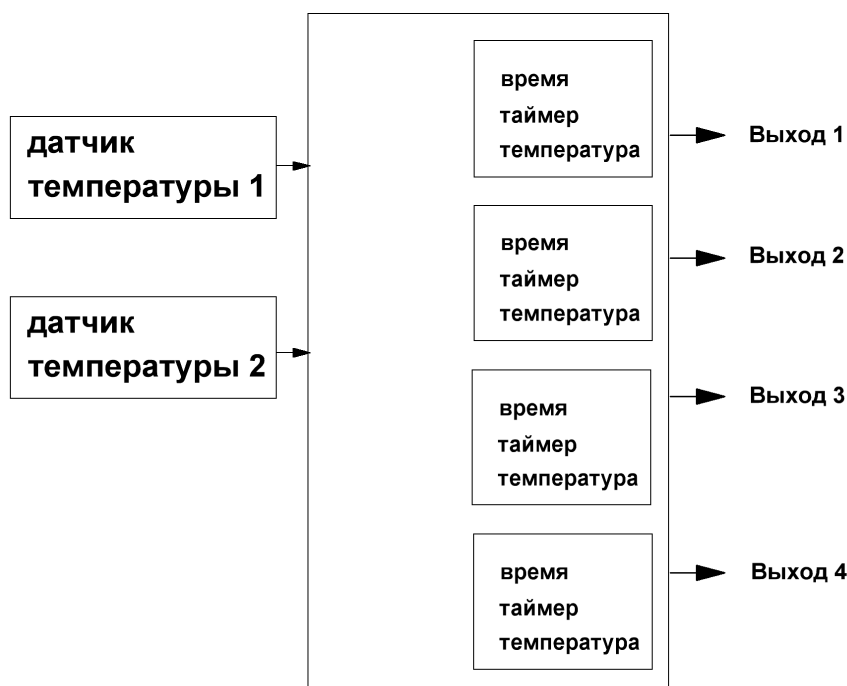 датчик
температуры 1
датчик
температуры 2
время
таймер
температура
Выход 1
время
таймер
температура
Выход 2
время
таймер
температура
Выход 3
время
таймер
температура
Выход 4